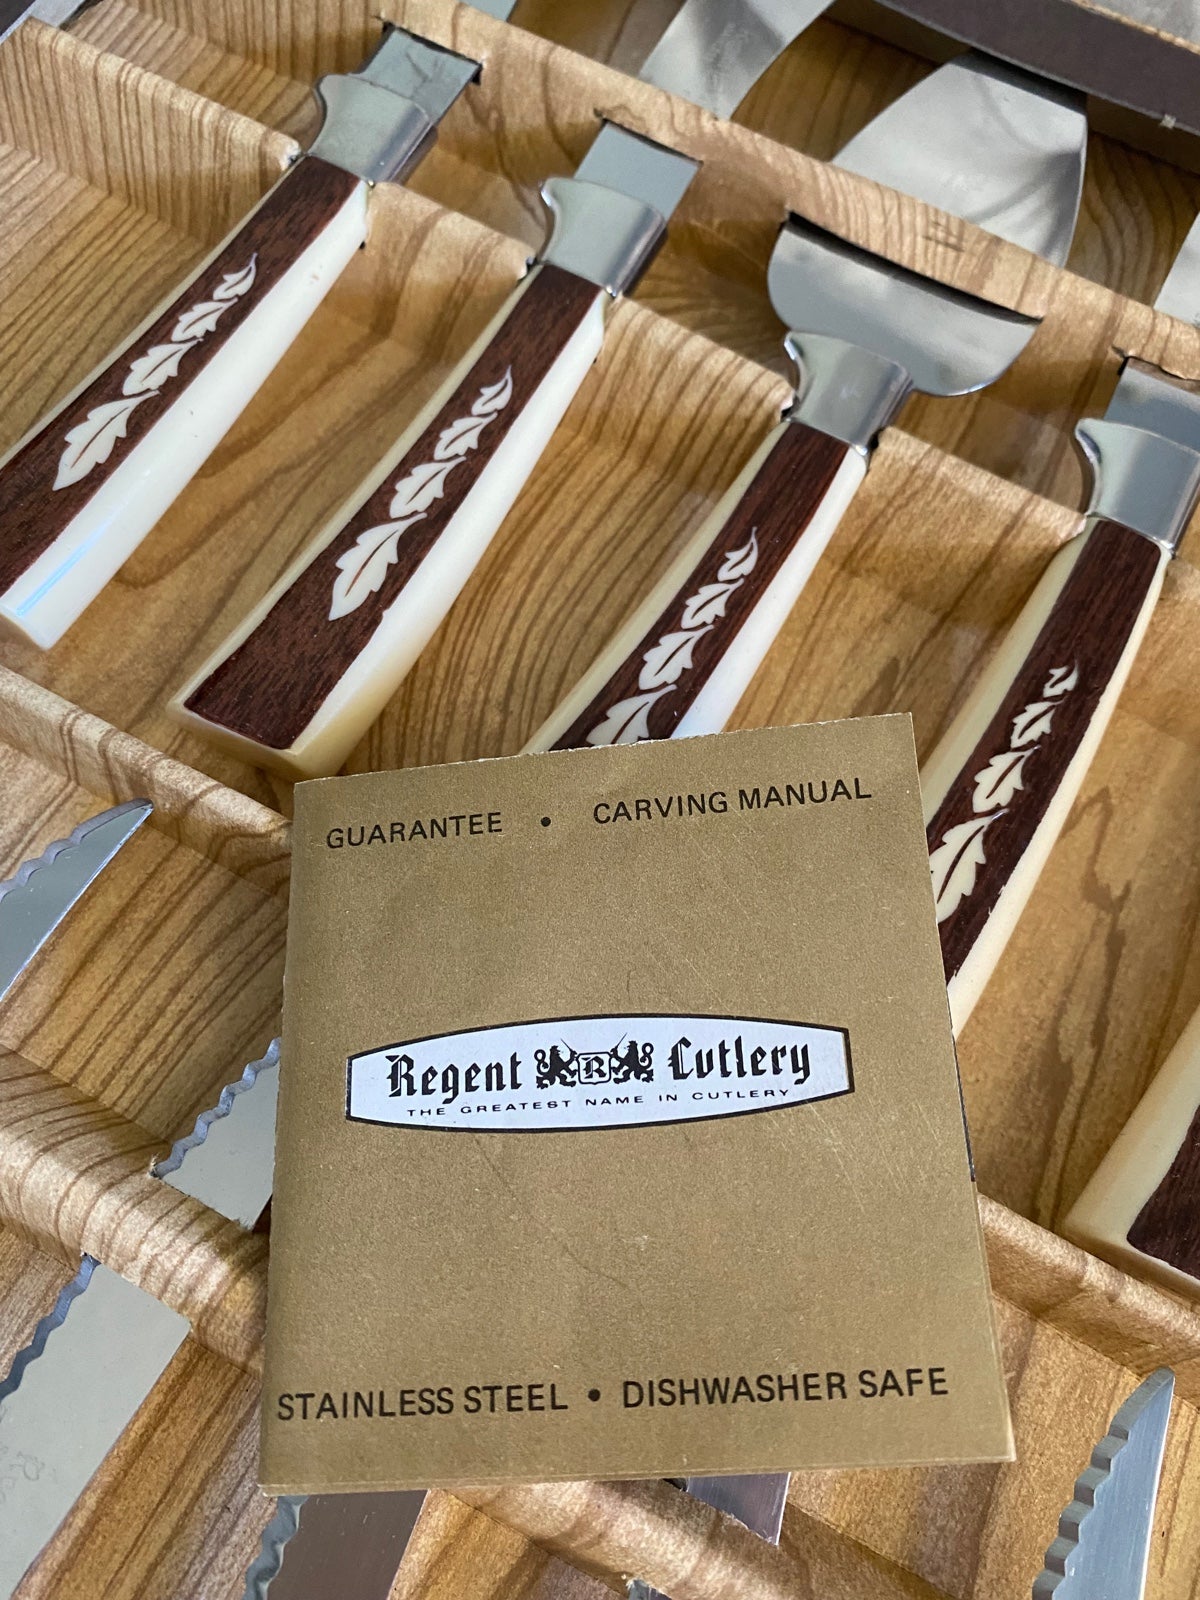 GUARANTEE • CARVING MANUAL
Regent R Cutlery
THE GREATEST NAME IN CUTLERY
STAINLESS STEEL • DISHWASHER SAFE